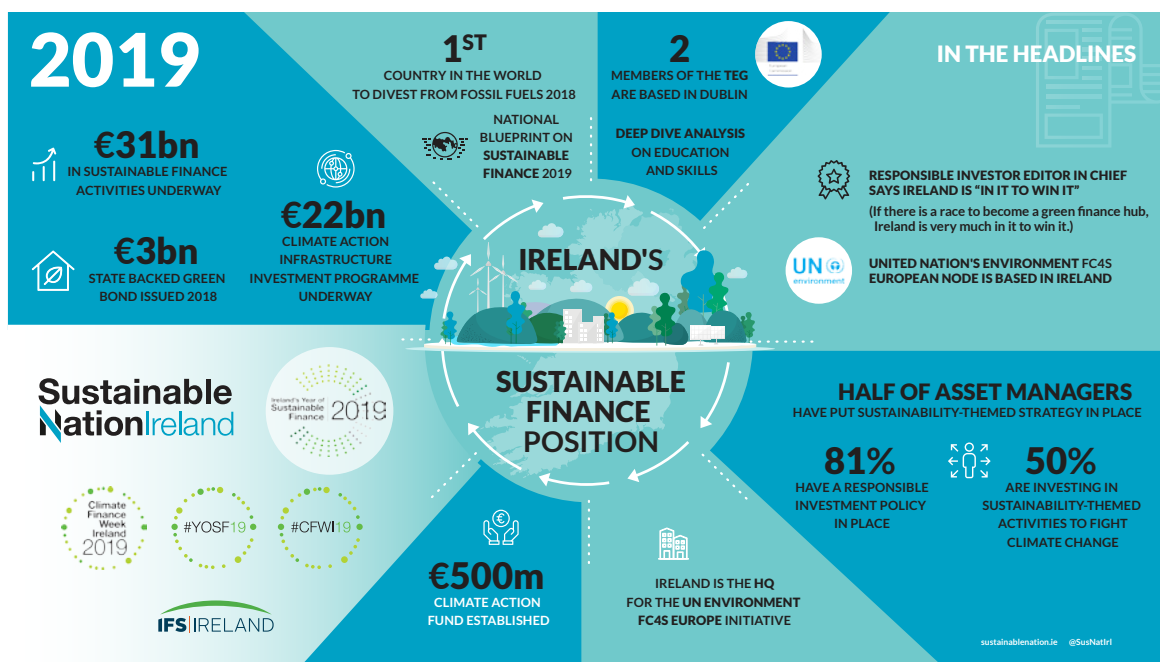 2019
€31bn
IN SUSTAINABLE FINANCE
ACTIVITIES UNDERWAY
€3bn
STATE BACKED GREEN
BOND ISSUED 2018
€22bn
CLIMATE ACTION
INFRASTRUCTURE
INVESTMENT PROGRAMME
UNDERWAY
1ST
COUNTRY IN THE WORLD
TO DIVEST FROM FOSSIL FUELS 2018
NATIONAL
BLUEPRINT ON
SUSTAINABLE
FINANCE 2019
2
MEMBERS OF THE TEG
ARE BASED IN DUBLIN
DEEP DIVE ANALYSIS
ON EDUCATION
AND SKILLS
IN THE HEADLINES
RESPONSIBLE INVESTOR EDITOR IN CHIEF
SAYS IRELAND IS “IN IT TO WIN IT”
(If there is a race to become a green finance hub,
Ireland is very much in it to win it.)
UN
environment
UNITED NATION'S ENVIRONMENT FC4S
EUROPEAN NODE IS BASED IN IRELAND
IRELAND'S
SUSTAINABLE
FINANCE
POSITION
Sustainable
NationIreland
Ireland's Year of
Sustainable
Finance
2019
Climate
Finance
Week
Ireland
2019
#YOSF19
#CFWI19
IFS|IRELAND
€500m
CLIMATE ACTION
FUND ESTABLISHED
IRELAND IS THE HQ
FOR THE UN ENVIRONMENT
FC4S EUROPE INITIATIVE
HALF OF ASSET MANAGERS
HAVE PUT SUSTAINABILITY-THEMED STRATEGY IN PLACE
81%
HAVE A RESPONSIBLE
INVESTMENT POLICY
IN PLACE
50%
ARE INVESTING IN
SUSTAINABILITY-THEMED
ACTIVITIES TO FIGHT
CLIMATE CHANGE
sustainablenation.ie @SusNatIrl